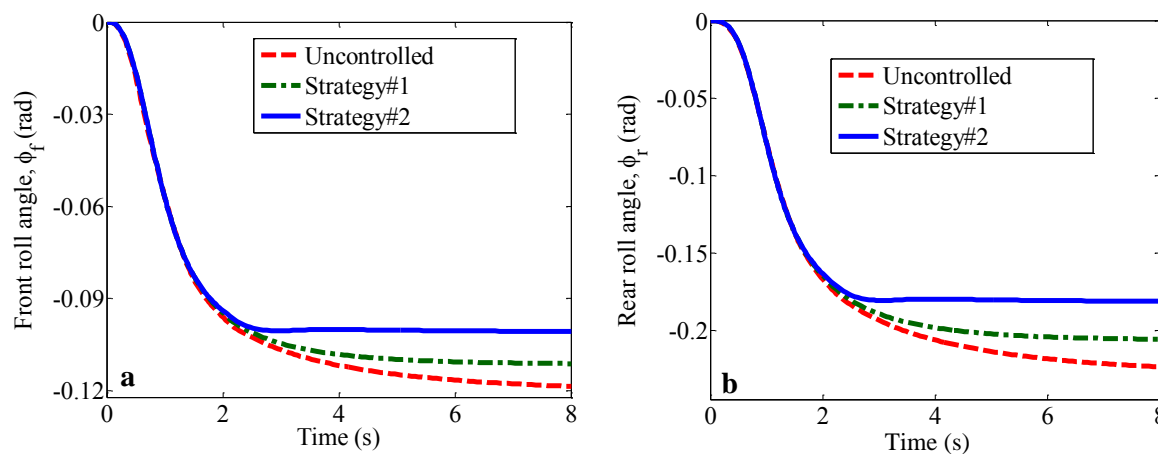 0
-0.03
-0.06
-0.09
-0.12
Front roll angle, ϕf (rad)
Uncontrolled
Strategy#1
Strategy#2
a
0 2 4 6 8
Time (s)
0
-0.05
-0.1
-0.15
-0.2
Rear roll angle, ϕr (rad)
Uncontrolled
Strategy#1
Strategy#2
b
0 2 4 6 8
Time (s)